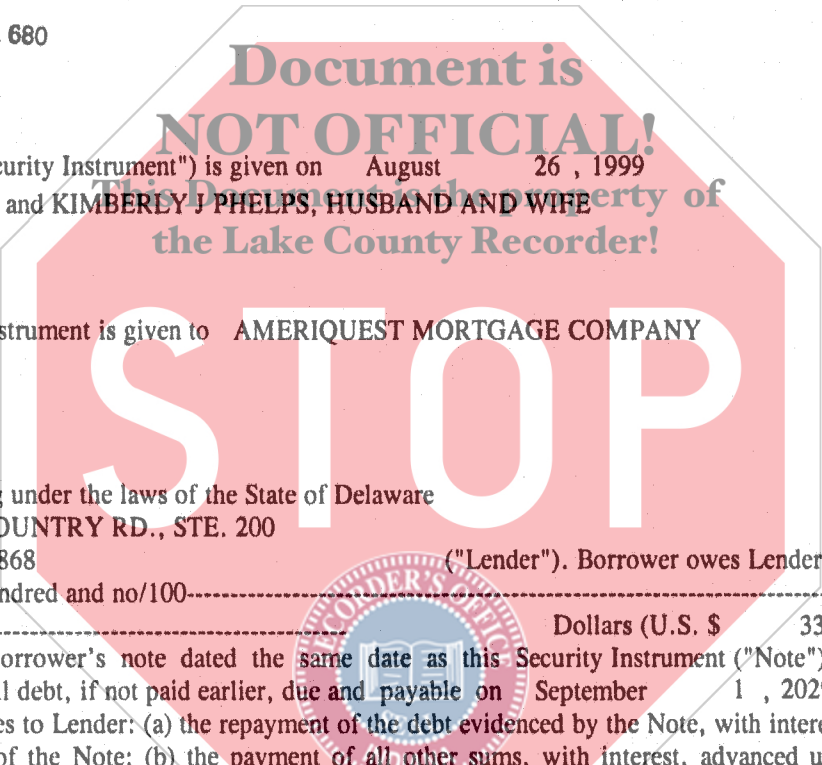 680
Document is
NOT OFFICIAL!
curity Instrument") is given on August 26 , 1999
This Document is the property of
and KIMBERLY J PHELPS, HUSBAND AND WIFE
the Lake County Recorder!
strument is given to AMERIQUEST MORTGAGE COMPANY
STOP
under the laws of the State of Delaware
OUNTRY RD., STE. 200
868 ("Lender"). Borrower owes Lender
ndred and no/100--------------------
RECORDER'S OFFICE
-------------------- Dollars (U.S. $ 33
orrower's note dated the same date as this Security Instrument ("Note")
l debt, if not paid earlier, due and payable on September 1 , 202
es to Lender: (a) the repayment of the debt evidenced by the Note, with intere
of the Note; (b) the payment of all other sums, with interest, advanced u